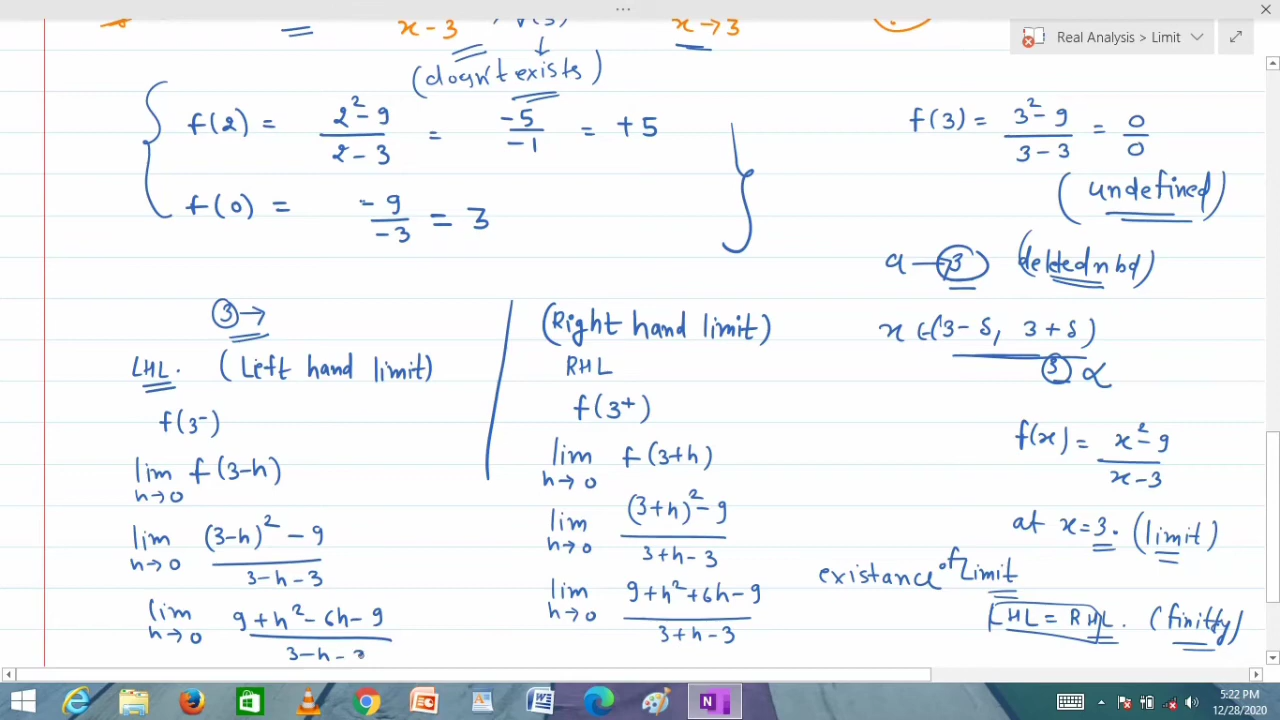 x-3
x→3
Real Analysis > Limit
(dogn't exists)
f(2) = 2²-9 / 2-3 = -5 / -1 = +5
f(0) = -9 / -3 = 3
f(3) = 3²-9 / 3-3 = 0 / 0
(undefined)
a→3 (deleted nbd)
x ∈ (3-δ, 3+δ)
3 α
3→
LHL. (Left hand limit)
f(3⁻)
lim h→0 f(3-h)
lim h→0 (3-h)² - 9 / 3-h-3
lim h→0 9+h²-6h-9 / 3-h-
(Right hand limit)
RHL
f(3⁺)
lim h→0 f(3+h)
lim h→0 (3+h)²-9 / 3+h-3
lim h→0 9+h²+6h-9 / 3+h-3
f(x) = x²-9 / x-3
at x=3. (limit)
existance of Limit
LHL = RHL. (finitly)
5:22 PM
12/28/2020